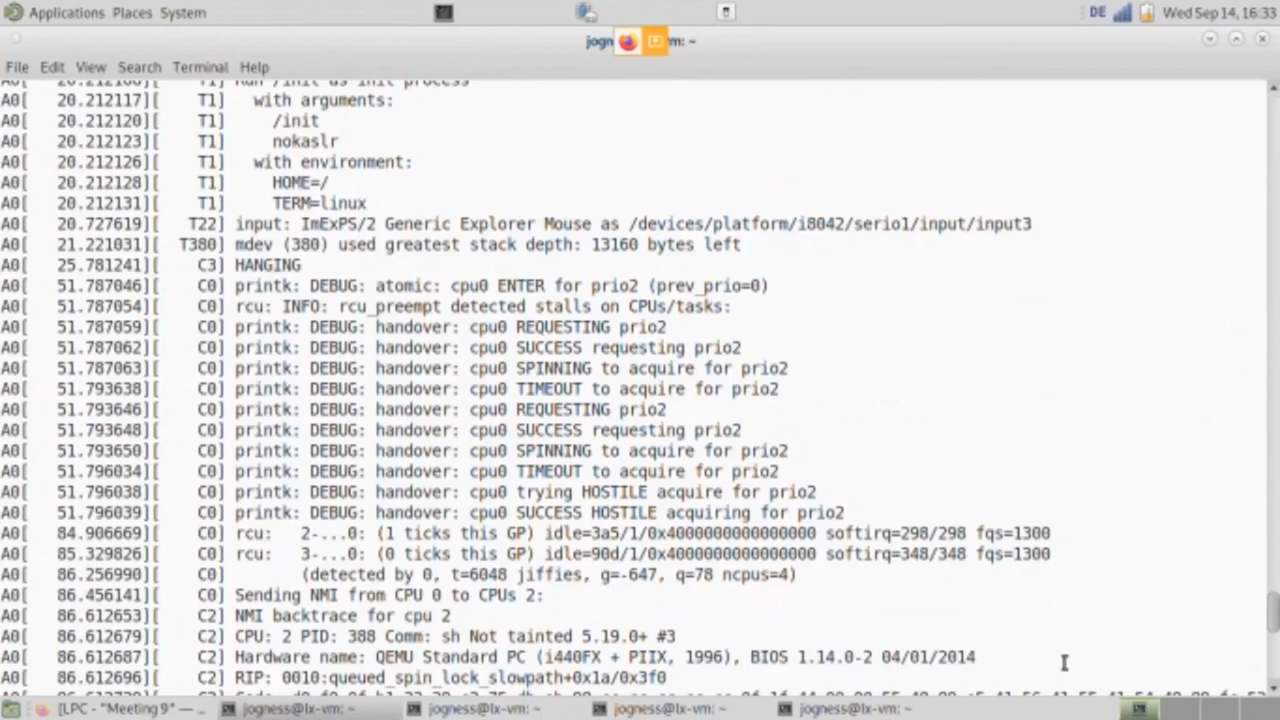 Applications Places System DE Wed Sep 14, 16:33
jogn vm: ~
File Edit View Search Terminal Help
A0[ 20.212108][ T1] Run /init as init process
A0[ 20.212117][ T1] with arguments:
A0[ 20.212120][ T1] /init
A0[ 20.212123][ T1] nokaslr
A0[ 20.212126][ T1] with environment:
A0[ 20.212128][ T1] HOME=/
A0[ 20.212131][ T1] TERM=linux
A0[ 20.727619][ T22] input: ImExPS/2 Generic Explorer Mouse as /devices/platform/i8042/serio1/input/input3
A0[ 21.221031][ T380] mdev (380) used greatest stack depth: 13160 bytes left
A0[ 25.781241][ C3] HANGING
A0[ 51.787046][ C0] printk: DEBUG: atomic: cpu0 ENTER for prio2 (prev_prio=0)
A0[ 51.787054][ C0] rcu: INFO: rcu_preempt detected stalls on CPUs/tasks:
A0[ 51.787059][ C0] printk: DEBUG: handover: cpu0 REQUESTING prio2
A0[ 51.787062][ C0] printk: DEBUG: handover: cpu0 SUCCESS requesting prio2
A0[ 51.787063][ C0] printk: DEBUG: handover: cpu0 SPINNING to acquire for prio2
A0[ 51.793638][ C0] printk: DEBUG: handover: cpu0 TIMEOUT to acquire for prio2
A0[ 51.793646][ C0] printk: DEBUG: handover: cpu0 REQUESTING prio2
A0[ 51.793648][ C0] printk: DEBUG: handover: cpu0 SUCCESS requesting prio2
A0[ 51.793650][ C0] printk: DEBUG: handover: cpu0 SPINNING to acquire for prio2
A0[ 51.796034][ C0] printk: DEBUG: handover: cpu0 TIMEOUT to acquire for prio2
A0[ 51.796038][ C0] printk: DEBUG: handover: cpu0 trying HOSTILE acquire for prio2
A0[ 51.796039][ C0] printk: DEBUG: handover: cpu0 SUCCESS HOSTILE acquiring for prio2
A0[ 84.906669][ C0] rcu: 2-...0: (1 ticks this GP) idle=3a5/1/0x4000000000000000 softirq=298/298 fqs=1300
A0[ 85.329826][ C0] rcu: 3-...0: (0 ticks this GP) idle=90d/1/0x4000000000000000 softirq=348/348 fqs=1300
A0[ 86.256990][ C0] (detected by 0, t=6048 jiffies, g=-647, q=78 ncpus=4)
A0[ 86.456141][ C0] Sending NMI from CPU 0 to CPUs 2:
A0[ 86.612653][ C2] NMI backtrace for cpu 2
A0[ 86.612679][ C2] CPU: 2 PID: 388 Comm: sh Not tainted 5.19.0+ #3
A0[ 86.612687][ C2] Hardware name: QEMU Standard PC (i440FX + PIIX, 1996), BIOS 1.14.0-2 04/01/2014
A0[ 86.612696][ C2] RIP: 0010:queued_spin_lock_slowpath+0x1a/0x3f0
[LPC - "Meeting 9" — ... jogness@lx-vm: ~ jogness@lx-vm: ~ jogness@lx-vm: ~ jogness@lx-vm: ~